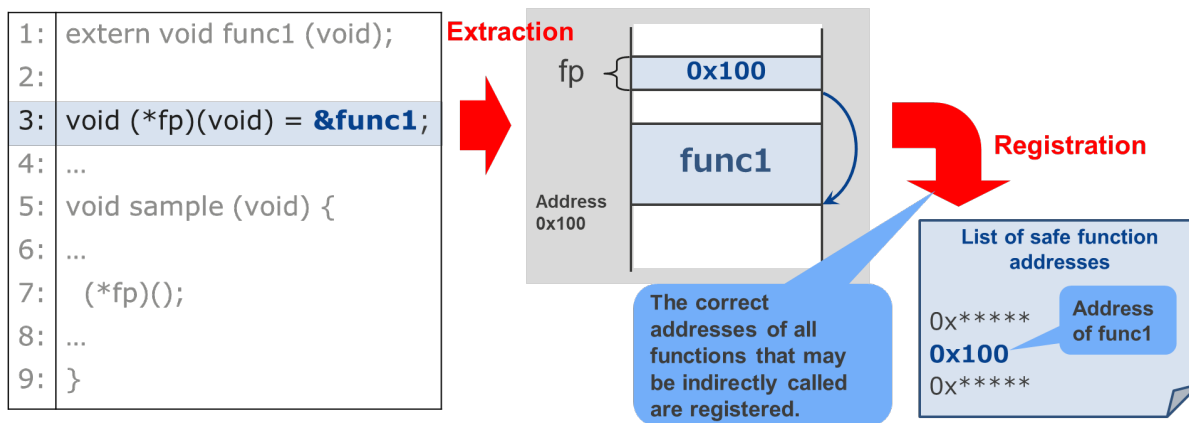 1: extern void func1 (void);
2:
3: void (*fp)(void) = &func1;
4: ...
5: void sample (void) {
6: ...
7: (*fp)();
8: ...
9: }
Extraction
fp
0x100
func1
Address
0x100
Registration
The correct
addresses of all
functions that may
be indirectly called
are registered.
List of safe function
addresses
0x*****
0x100
0x*****
Address
of func1